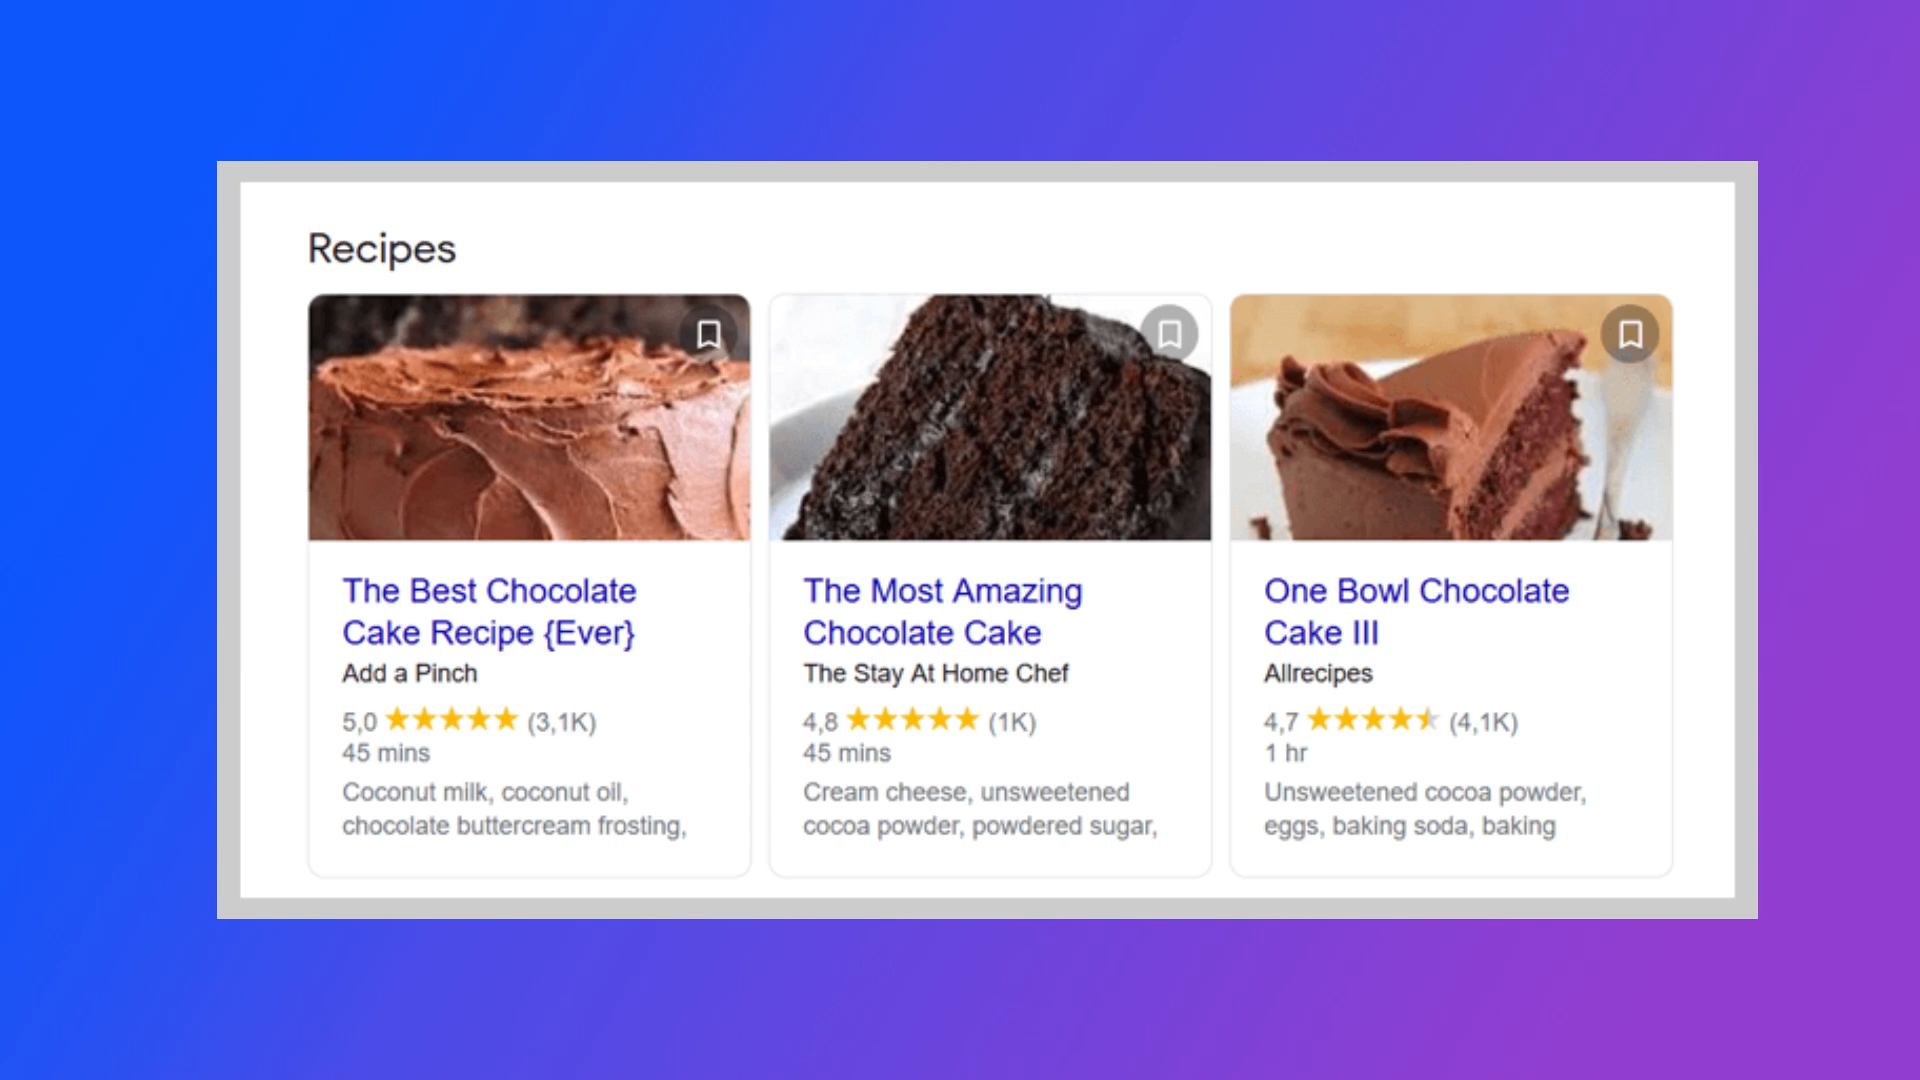 Recipes
The Best Chocolate
Cake Recipe {Ever}
Add a Pinch
5,0 ★★★★★ (3,1K)
45 mins
Coconut milk, coconut oil,
chocolate buttercream frosting,
The Most Amazing
Chocolate Cake
The Stay At Home Chef
4,8 ★★★★★ (1K)
45 mins
Cream cheese, unsweetened
cocoa powder, powdered sugar,
One Bowl Chocolate
Cake III
Allrecipes
4,7 ★★★★★ (4,1K)
1 hr
Unsweetened cocoa powder,
eggs, baking soda, baking